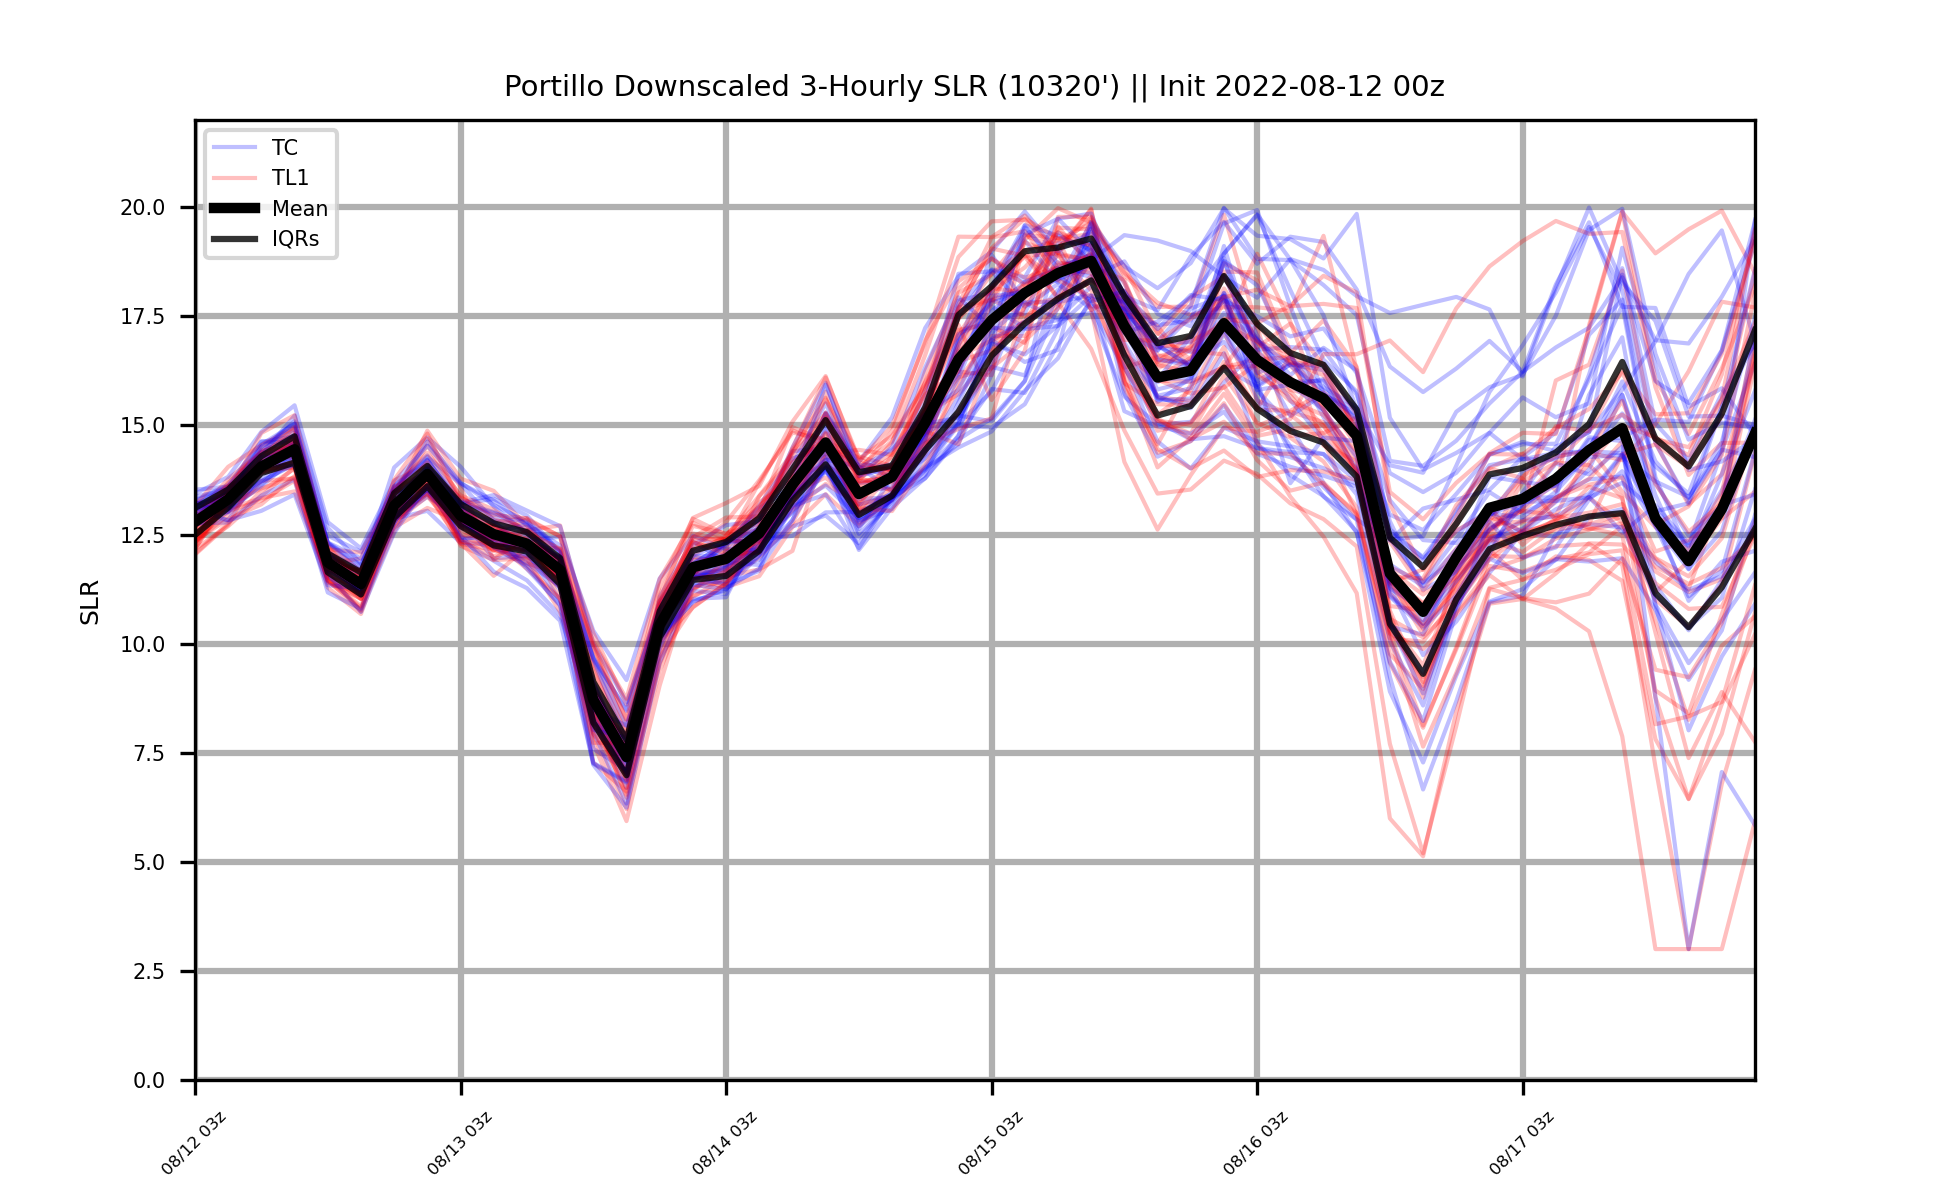 Portillo Downscaled 3-Hourly SLR (10320') || Init 2022-08-12 00z
TC
TL1
Mean
IQRs
SLR
20.0
17.5
15.0
12.5
10.0
7.5
5.0
2.5
0.0
08/12 03z
08/13 03z
08/14 03z
08/15 03z
08/16 03z
08/17 03z